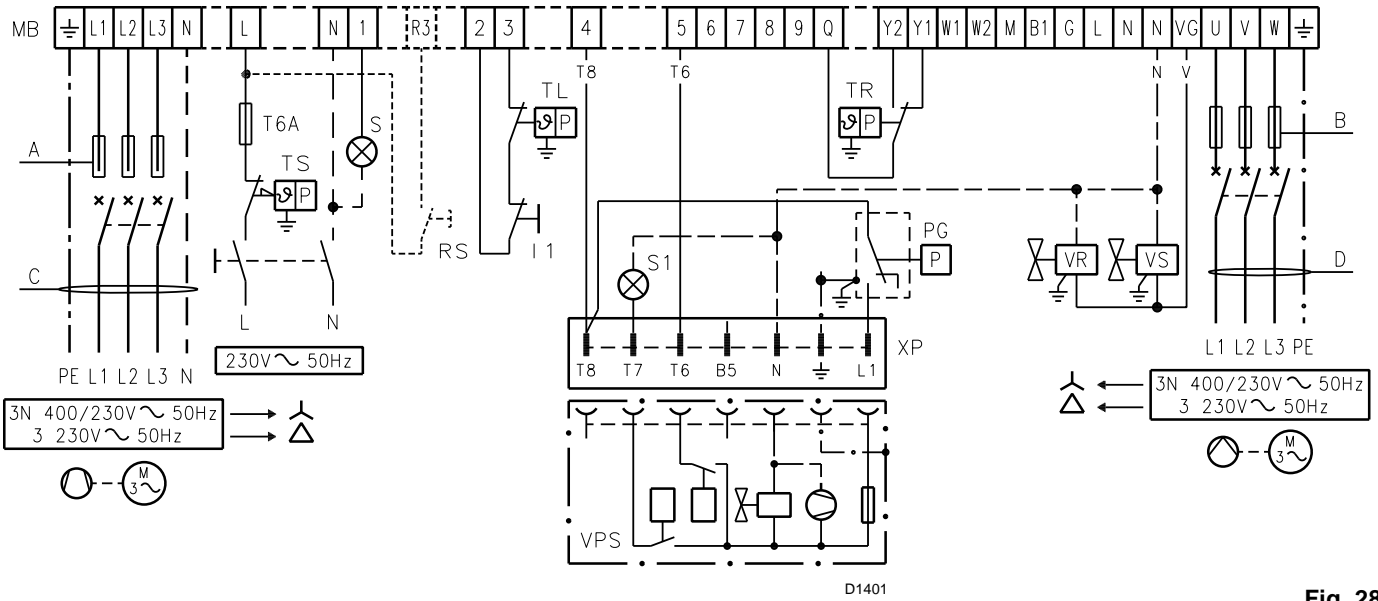 MB L1 L2 L3 N L N 1 R3 2 3 4 5 6 7 8 9 Q Y2 Y1 W1 W2 M B1 G L N N VG U V W
T8 T6 N V
TL TR
ϑ P ϑ P
T6A S
A B
TS
ϑ P
RS I1 PG
P
S1 VR VS
C D
L N
230V ~ 50Hz
XP
T8 T7 T6 B5 N L1
PE L1 L2 L3 N
L1 L2 L3 PE
3N 400/230V ~ 50Hz
3 230V ~ 50Hz
3N 400/230V ~ 50Hz
3 230V ~ 50Hz
M
3 ~
M
3 ~
VPS
D1401
Fig. 28